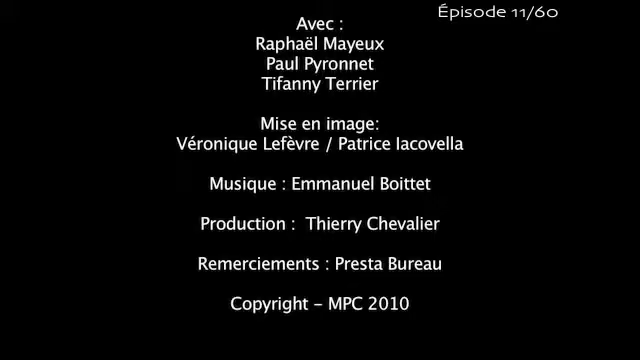 Épisode 11/60
Avec :
Raphaël Mayeux
Paul Pyronnet
Tifanny Terrier
Mise en image:
Véronique Lefèvre / Patrice Iacovella
Musique : Emmanuel Boittet
Production :  Thierry Chevalier
Remerciements : Presta Bureau
Copyright - MPC 2010